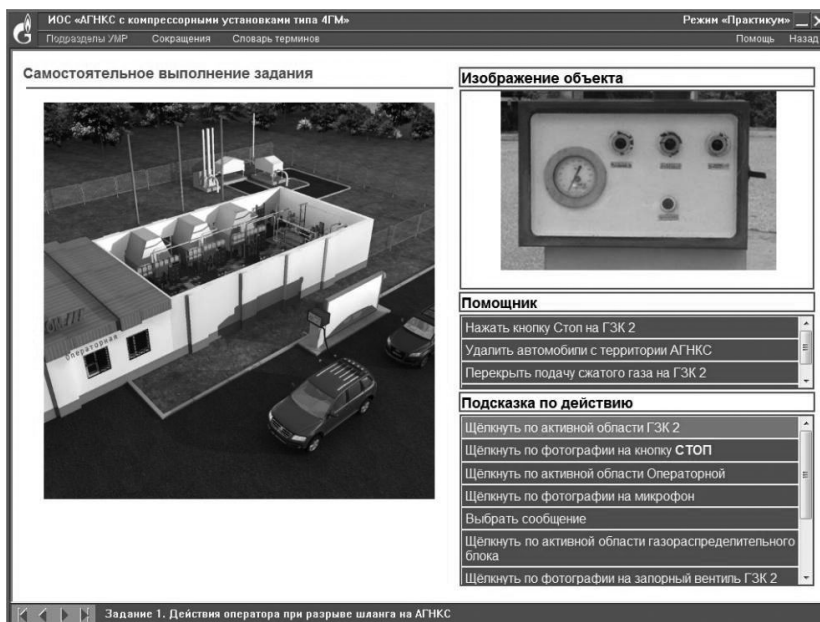 ИОС «АГНКС с компрессорными установками типа 4ГМ»
Режим «Практикум»
Подразделы УМР Сокращения Словарь терминов
Помощь Назад
Самостоятельное выполнение задания
Изображение объекта
операторная
Помощник
Нажать кнопку Стоп на ГЗК 2
Удалить автомобили с территории АГНКС
Перекрыть подачу сжатого газа на ГЗК 2
Подсказка по действию
Щёлкнуть по активной области ГЗК 2
Щёлкнуть по фотографии на кнопку СТОП
Щёлкнуть по активной области Операторной
Щёлкнуть по фотографии на микрофон
Выбрать сообщение
Щёлкнуть по активной области газораспределительного
блока
Щёлкнуть по фотографии на запорный вентиль ГЗК 2
Задание 1. Действия оператора при разрыве шланга на АГНКС